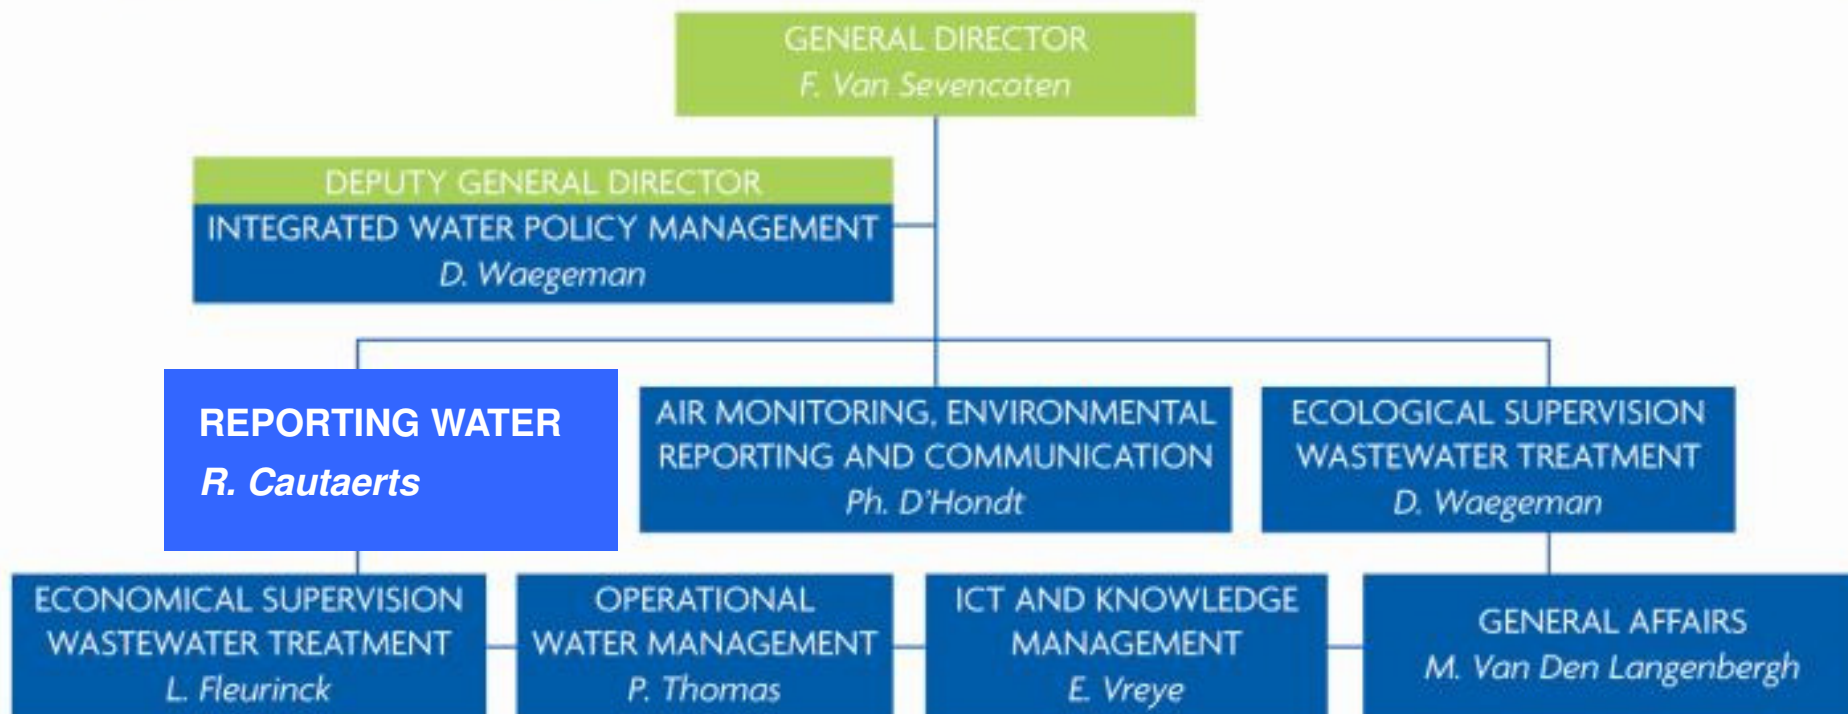 GENERAL DIRECTOR
F. Van Sevencoten
DEPUTY GENERAL DIRECTOR
INTEGRATED WATER POLICY MANAGEMENT
D. Waegeman
REPORTING WATER
R. Cautaerts
AIR MONITORING, ENVIRONMENTAL
REPORTING AND COMMUNICATION
Ph. D'Hondt
ECOLOGICAL SUPERVISION
WASTEWATER TREATMENT
D. Waegeman
ECONOMICAL SUPERVISION
WASTEWATER TREATMENT
L. Fleurinck
OPERATIONAL
WATER MANAGEMENT
P. Thomas
ICT AND KNOWLEDGE
MANAGEMENT
E. Vreye
GENERAL AFFAIRS
M. Van Den Langenbergh